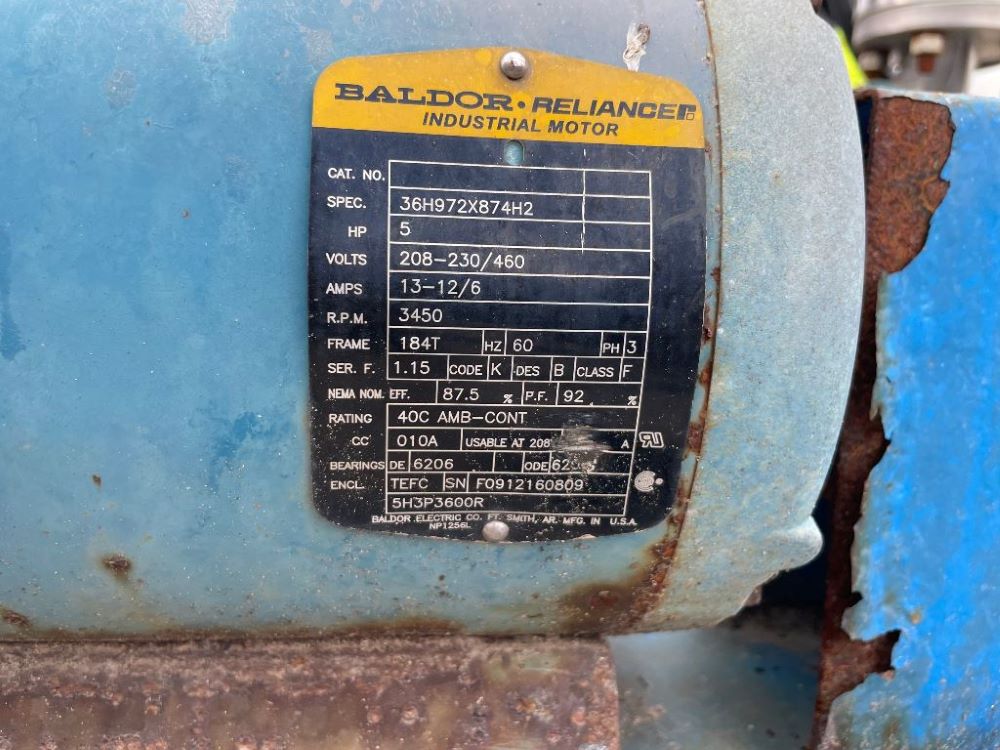 BALDOR • RELIANCER
INDUSTRIAL MOTOR
CAT. NO.
SPEC. 36H972X874H2
HP 5
VOLTS 208-230/460
AMPS 13-12/6
R.P.M. 3450
FRAME 184T HZ 60 PH 3
SER. F. 1.15 CODE K DES B CLASS F
NEMA NOM. EFF. 87.5 % P.F. 92 %
RATING 40C AMB-CONT
CC 010A USABLE AT 208 A
BEARINGS DE 6206 ODE
ENCL. TEFC SN F0912160809
5H3P3600R
BALDOR ELECTRIC CO. FT. SMITH, AR. MFG. IN U.S.A.
NP1256L